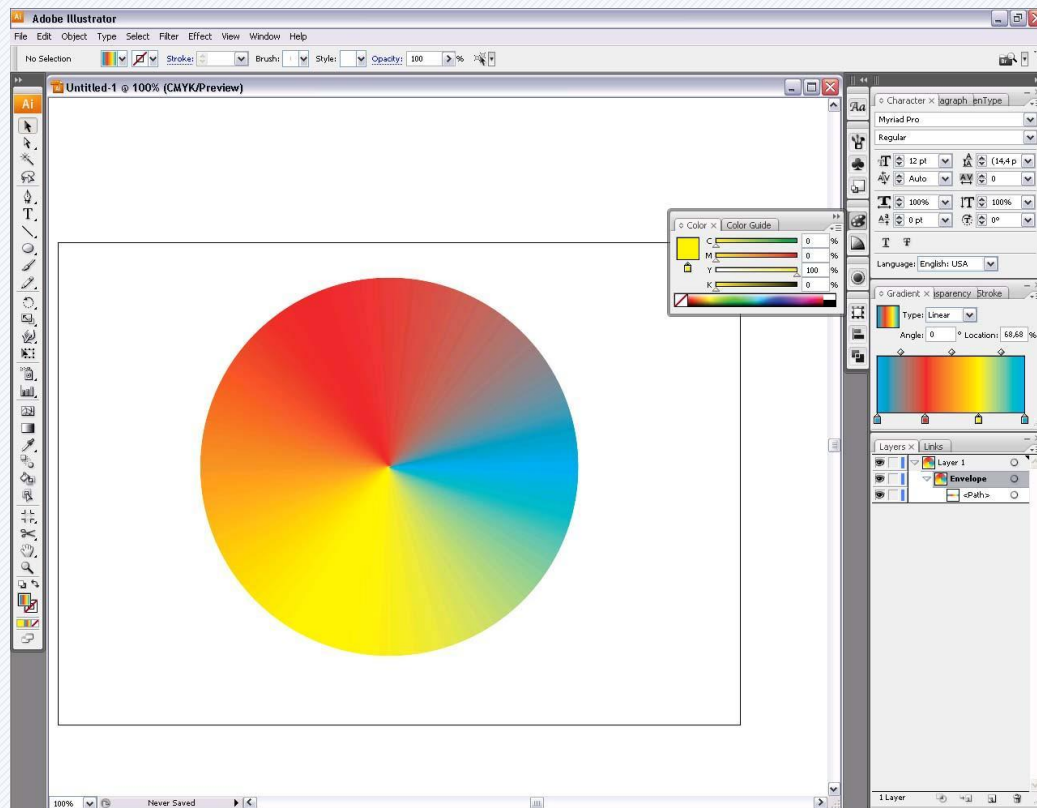 Ai Adobe Illustrator
File Edit Object Type Select Filter Effect View Window Help
No Selection Stroke: Brush: Style: Opacity: 100 %
Untitled-1 @ 100% (CMYK/Preview)
Ai
Color × Color Guide
C 0 %
M 0 %
Y 100 %
K 0 %
Character × agraph enType
Myriad Pro
Regular
12 pt (14,4 p
Auto 0
100% 100%
0 pt 0°
Language: English: USA
Gradient × sparency Stroke
Type: Linear
Angle: 0 ° Location: 68,68 %
Layers × Links
Layer 1
Envelope
<Path>
1 Layer
100% Never Saved